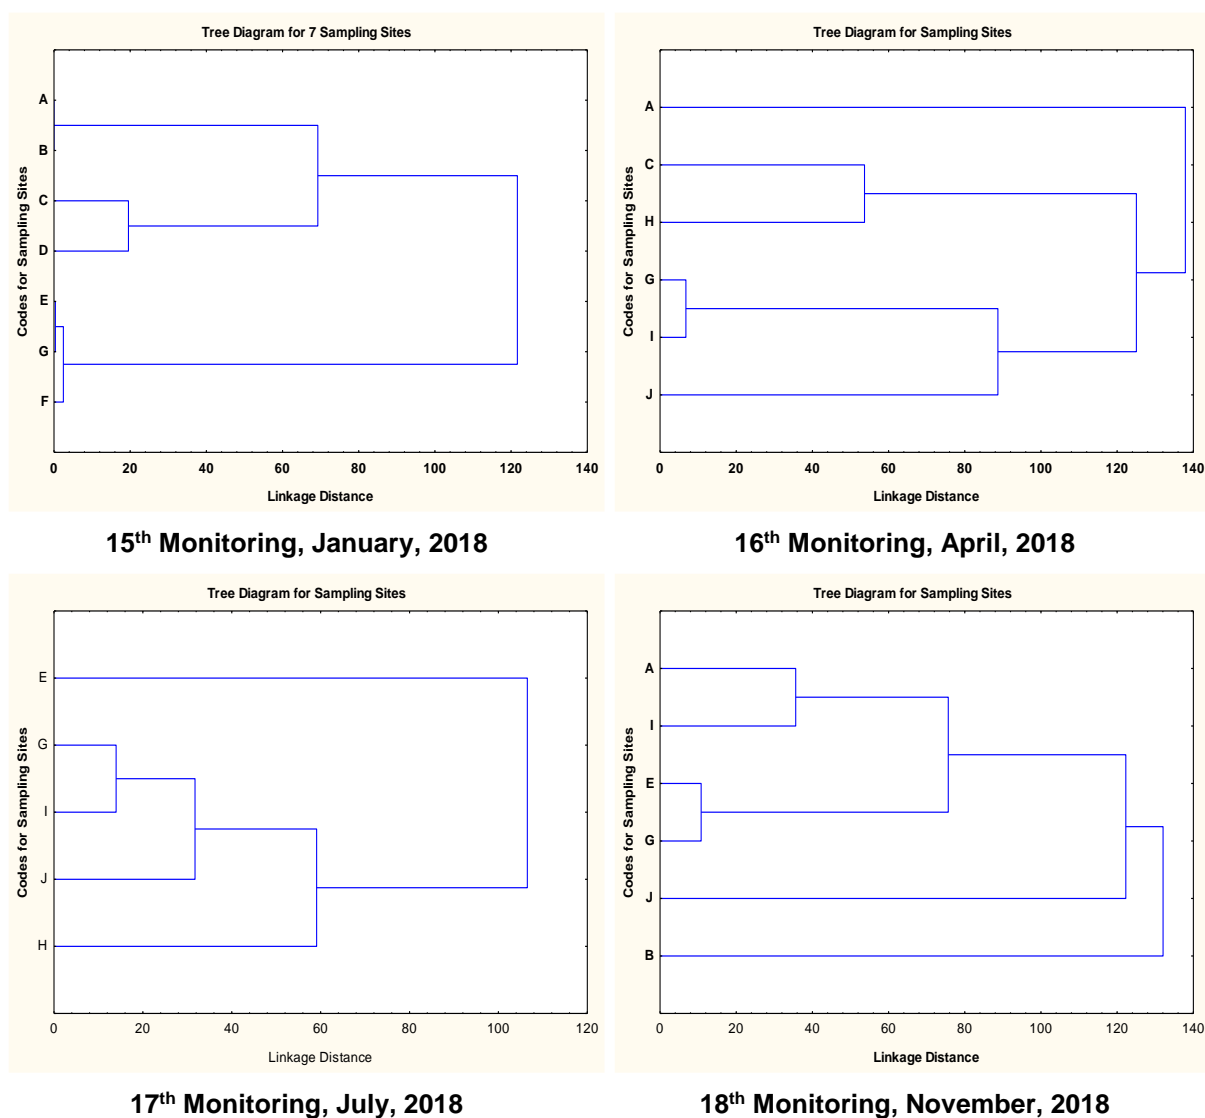 Tree Diagram for 7 Sampling Sites
Codes for Sampling Sites
A
B
C
D
E
G
F
0 20 40 60 80 100 120 140
Linkage Distance
15th Monitoring, January, 2018
Tree Diagram for Sampling Sites
Codes for Sampling Sites
A
C
H
G
I
J
0 20 40 60 80 100 120 140
Linkage Distance
16th Monitoring, April, 2018
Tree Diagram for Sampling Sites
Codes for Sampling Sites
E
G
I
J
H
0 20 40 60 80 100 120
Linkage Distance
17th Monitoring, July, 2018
Tree Diagram for Sampling Sites
Codes for Sampling Sites
A
I
E
G
J
B
0 20 40 60 80 100 120 140
Linkage Distance
18th Monitoring, November, 2018